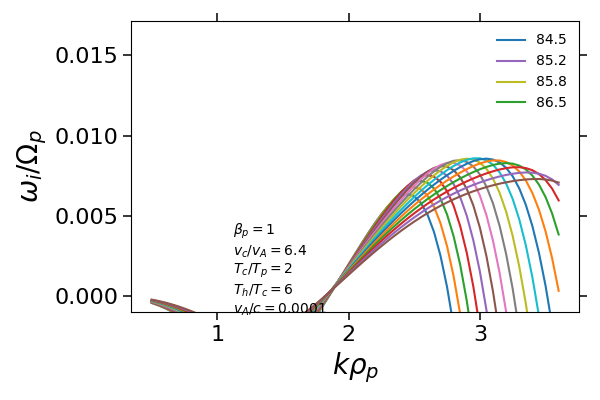 0.015
0.010
0.005
0.000
ω_i/Ω_p
84.5
85.2
85.8
86.5
β_p = 1
v_c/v_A = 6.4
T_c/T_p = 2
T_h/T_c = 6
v_A/c = 0.0001
1
2
3
kρ_p